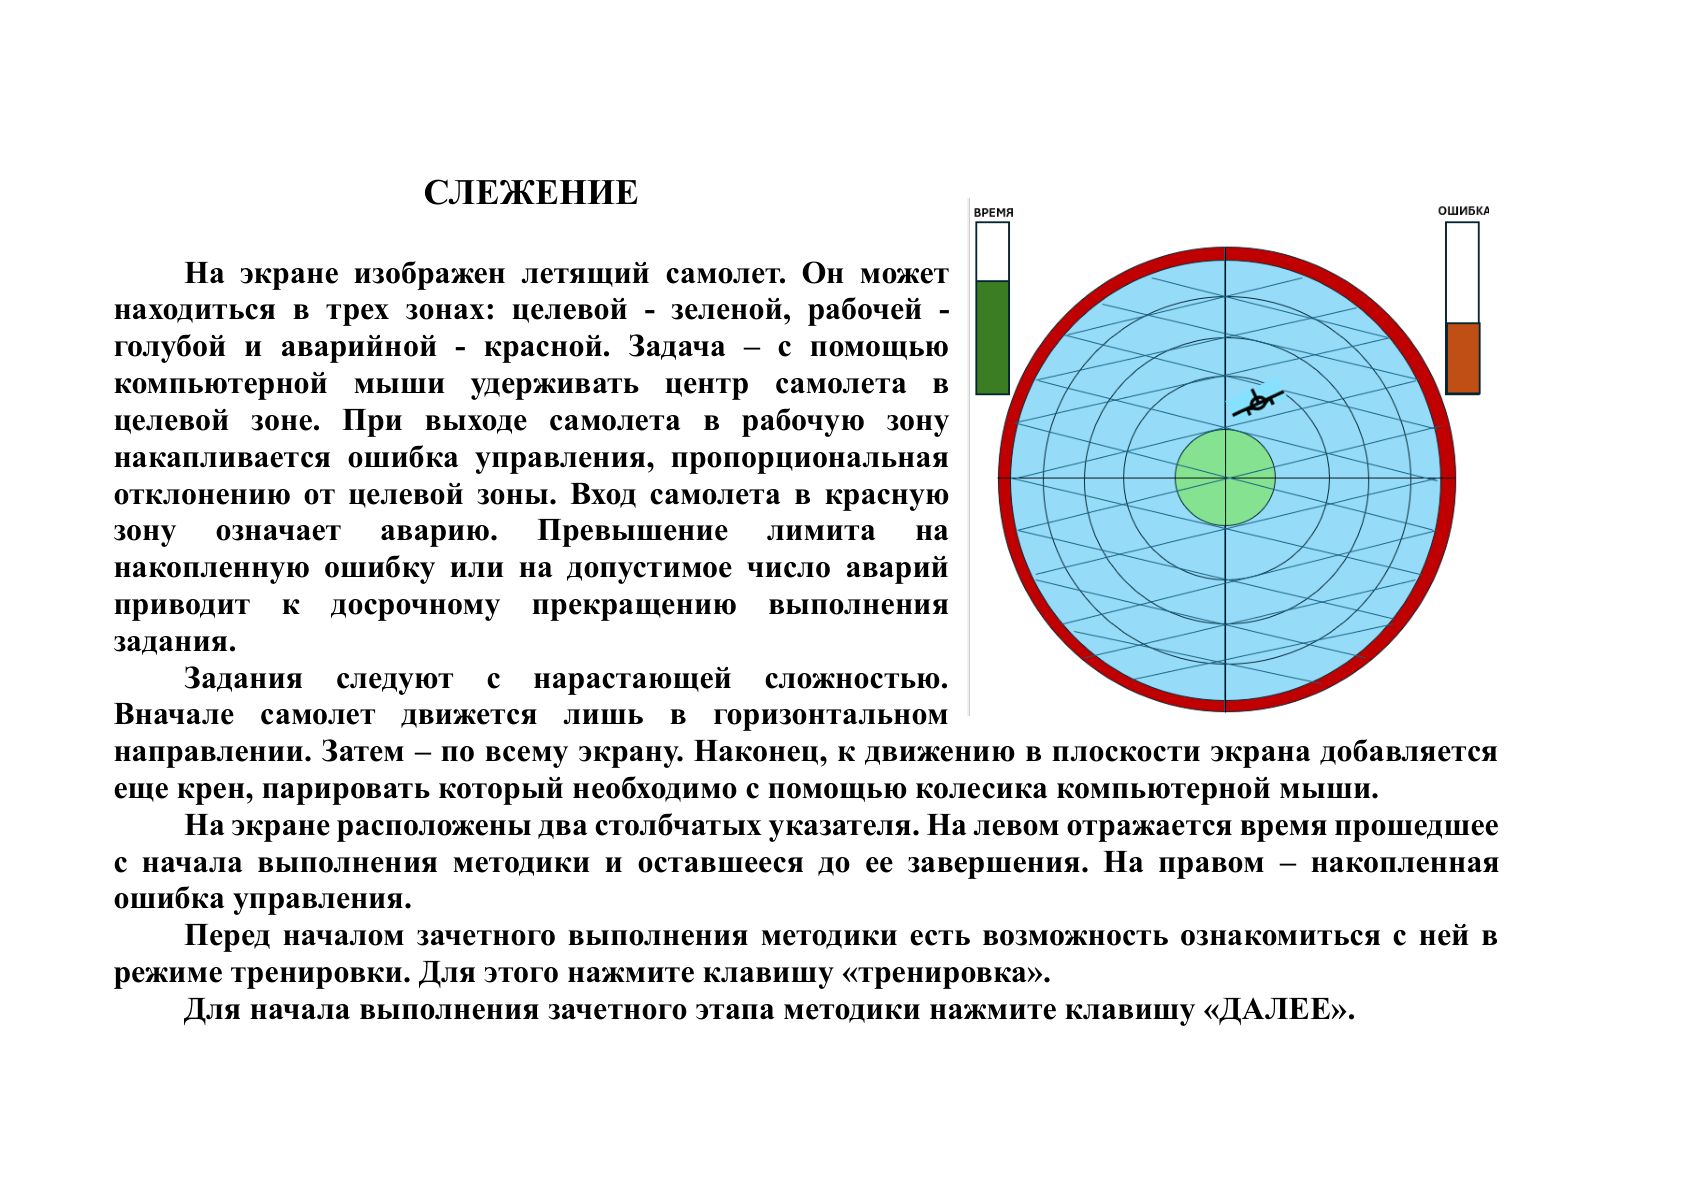 СЛЕЖЕНИЕ
ВРЕМЯ
ОШИБКА
На экране изображен летящий самолет. Он может
находиться в трех зонах: целевой - зеленой, рабочей -
голубой и аварийной - красной. Задача – с помощью
компьютерной мыши удерживать центр самолета в
целевой зоне. При выходе самолета в рабочую зону
накапливается ошибка управления, пропорциональная
отклонению от целевой зоны. Вход самолета в красную
зону означает аварию. Превышение лимита на
накопленную ошибку или на допустимое число аварий
приводит к досрочному прекращению выполнения
задания.
Задания следуют с нарастающей сложностью.
Вначале самолет движется лишь в горизонтальном
направлении. Затем – по всему экрану. Наконец, к движению в плоскости экрана добавляется
еще крен, парировать который необходимо с помощью колесика компьютерной мыши.
На экране расположены два столбчатых указателя. На левом отражается время прошедшее
с начала выполнения методики и оставшееся до ее завершения. На правом – накопленная
ошибка управления.
Перед началом зачетного выполнения методики есть возможность ознакомиться с ней в
режиме тренировки. Для этого нажмите клавишу «тренировка».
Для начала выполнения зачетного этапа методики нажмите клавишу «ДАЛЕЕ».